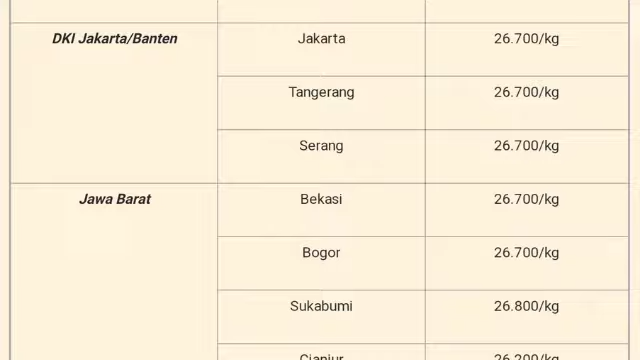 DKI Jakarta/Banten Jakarta 26.700/kg
Tangerang 26.700/kg
Serang 26.700/kg
Jawa Barat Bekasi 26.700/kg
Bogor 26.700/kg
Sukabumi 26.800/kg
Cianjur 26.200/kg